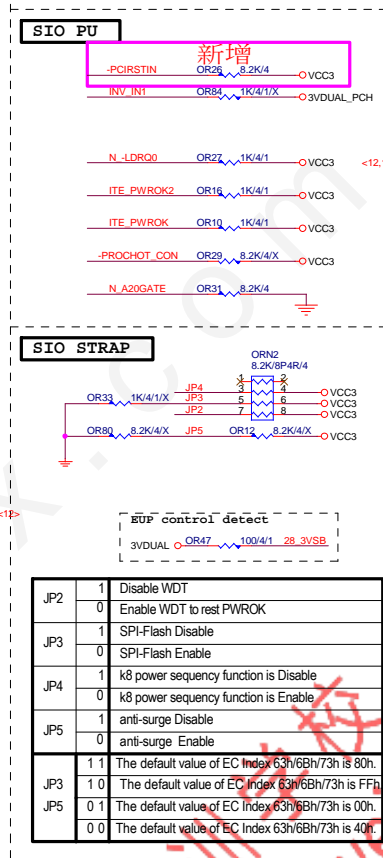 SIO PU
新增
-PCIRSTIN OR26 8.2K/4 VCC3
INV_IN1 OR84 1K/4/1/X 3VDUAL_PCH
N_-LDRQ0 OR27 1K/4/1 VCC3 <12,
ITE_PWROK2 OR16 1K/4/1 VCC3
ITE_PWROK OR10 1K/4/1 VCC3
-PROCHOT_CON OR29 8.2K/4/X VCC3
N_A20GATE OR31 8.2K/4
SIO STRAP
ORN2
8.2K/8P4R/4
1 2
JP4 3 4 VCC3
OR33 1K/4/1/X JP3 5 6 VCC3
JP2 7 8 VCC3
OR80 8.2K/4/X JP5 OR12 8.2K/4/X VCC3
<12>
EUP control detect
3VDUAL OR47 100/4/1 28_3VSB
JP2 1 Disable WDT
0 Enable WDT to rest PWROK
JP3 1 SPI-Flash Disable
0 SPI-Flash Enable
JP4 1 k8 power sequency function is Disable
0 k8 power sequency function is Enable
JP5 1 anti-surge Disable
0 anti-surge Enable
JP3 JP5 1 1 The default value of EC Index 63h/6Bh/73h is 80h.
1 0 The default value of EC Index 63h/6Bh/73h is FFh
0 1 The default value of EC Index 63h/6Bh/73h is 00h.
0 0 The default value of EC Index 63h/6Bh/73h is 40h.